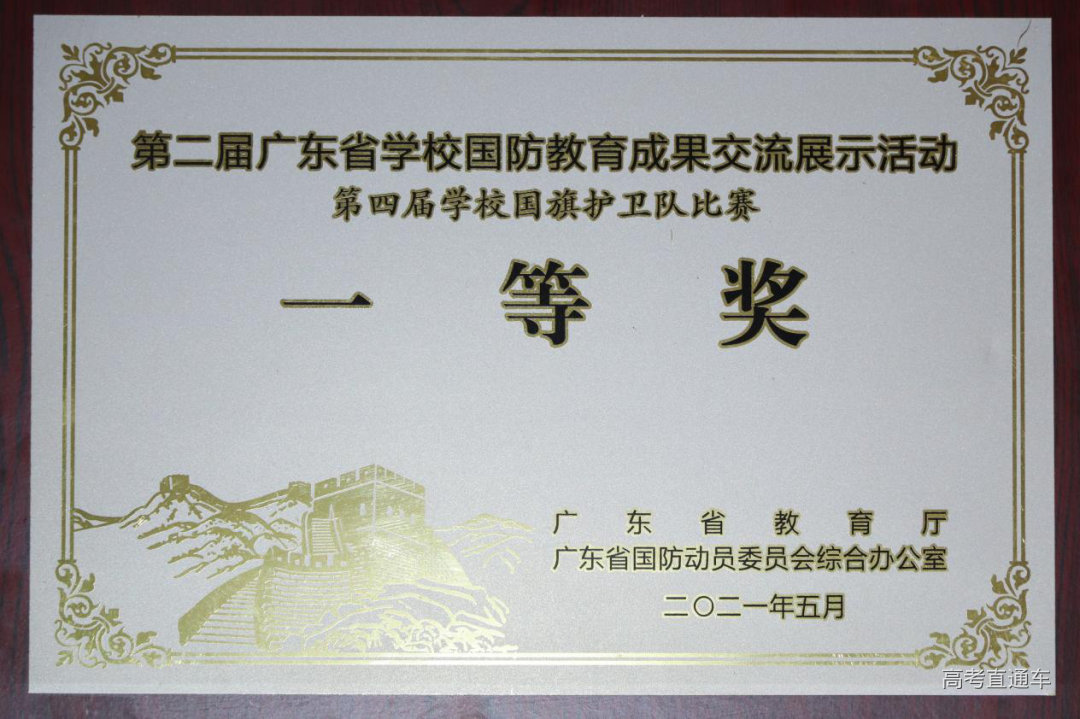 第二届广东省学校国防教育成果交流展示活动
第四届学校国旗护卫队比赛
一等奖
广东省教育厅
广东省国防动员委员会综合办公室
二〇二一年五月
高考直通车